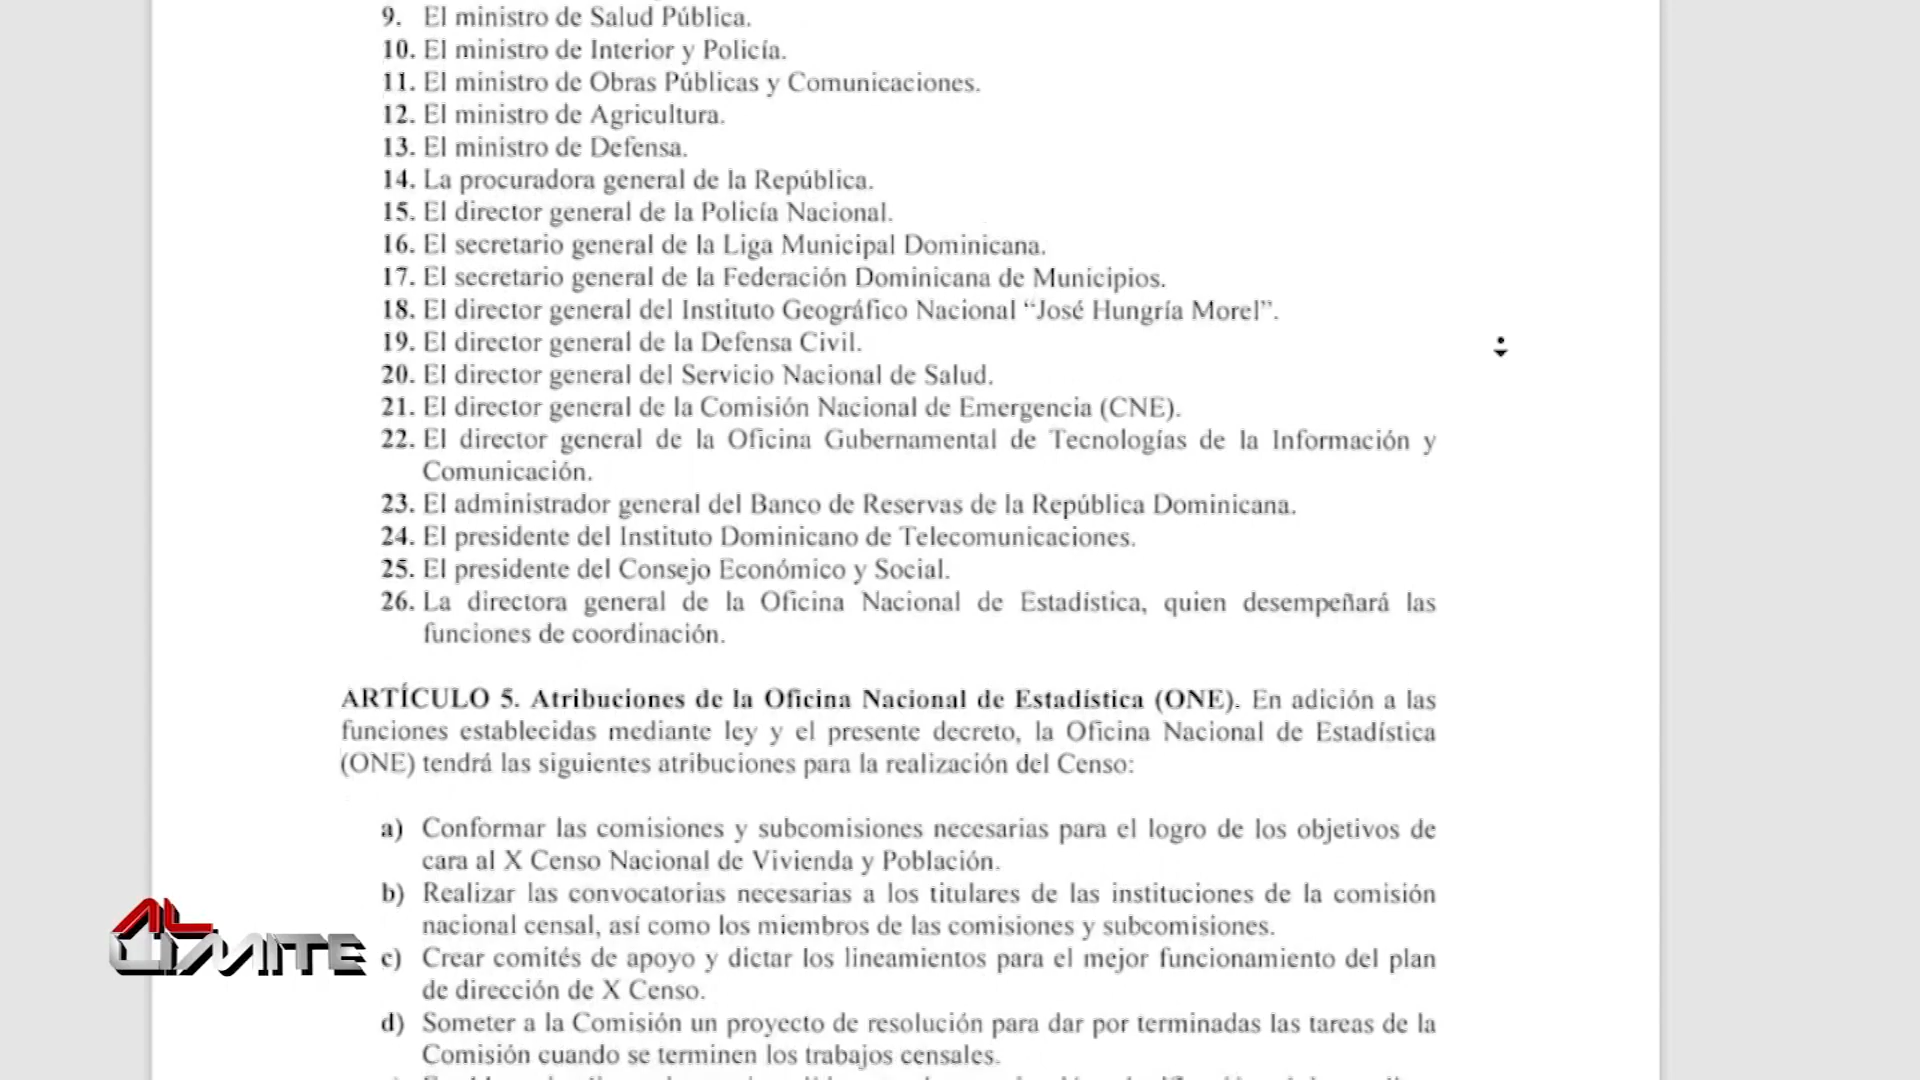 9. El ministro de Salud Pública.
10. El ministro de Interior y Policía.
11. El ministro de Obras Públicas y Comunicaciones.
12. El ministro de Agricultura.
13. El ministro de Defensa.
14. La procuradora general de la República.
15. El director general de la Policía Nacional.
16. El secretario general de la Liga Municipal Dominicana.
17. El secretario general de la Federación Dominicana de Municipios.
18. El director general del Instituto Geográfico Nacional “José Hungría Morel”.
19. El director general de la Defensa Civil.
20. El director general del Servicio Nacional de Salud.
21. El director general de la Comisión Nacional de Emergencia (CNE).
22. El director general de la Oficina Gubernamental de Tecnologías de la Información y
Comunicación.
23. El administrador general del Banco de Reservas de la República Dominicana.
24. El presidente del Instituto Dominicano de Telecomunicaciones.
25. El presidente del Consejo Económico y Social.
26. La directora general de la Oficina Nacional de Estadística, quien desempeñará las
funciones de coordinación.
ARTÍCULO 5. Atribuciones de la Oficina Nacional de Estadística (ONE). En adición a las
funciones establecidas mediante ley y el presente decreto, la Oficina Nacional de Estadística
(ONE) tendrá las siguientes atribuciones para la realización del Censo:
a) Conformar las comisiones y subcomisiones necesarias para el logro de los objetivos de
cara al X Censo Nacional de Vivienda y Población.
b) Realizar las convocatorias necesarias a los titulares de las instituciones de la comisión
nacional censal, así como los miembros de las comisiones y subcomisiones.
c) Crear comités de apoyo y dictar los lineamientos para el mejor funcionamiento del plan
de dirección de X Censo.
d) Someter a la Comisión un proyecto de resolución para dar por terminadas las tareas de la
Comisión cuando se terminen los trabajos censales.
AL
LIMITE